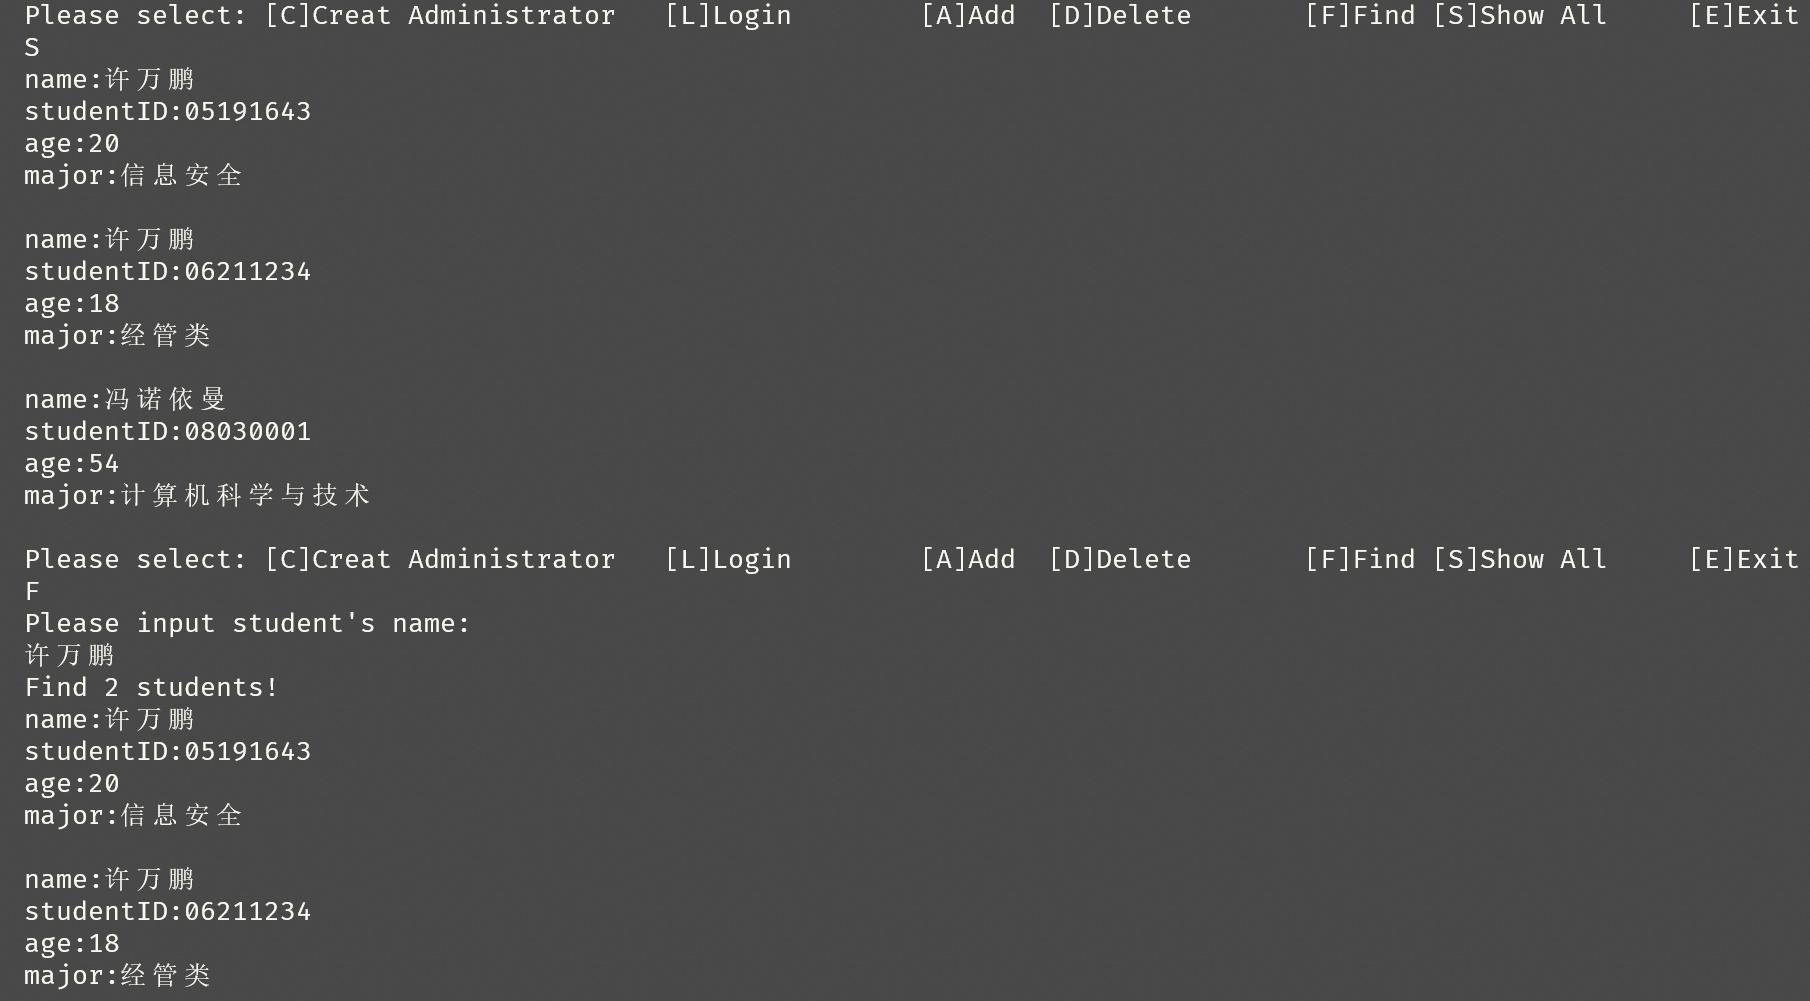 Please select: [C]Creat Administrator [L]Login [A]Add [D]Delete [F]Find [S]Show All [E]Exit
S
name:许万鹏
studentID:05191643
age:20
major:信息安全
name:许万鹏
studentID:06211234
age:18
major:经管类
name:冯诺依曼
studentID:08030001
age:54
major:计算机科学与技术
Please select: [C]Creat Administrator [L]Login [A]Add [D]Delete [F]Find [S]Show All [E]Exit
F
Please input student's name:
许万鹏
Find 2 students!
name:许万鹏
studentID:05191643
age:20
major:信息安全
name:许万鹏
studentID:06211234
age:18
major:经管类